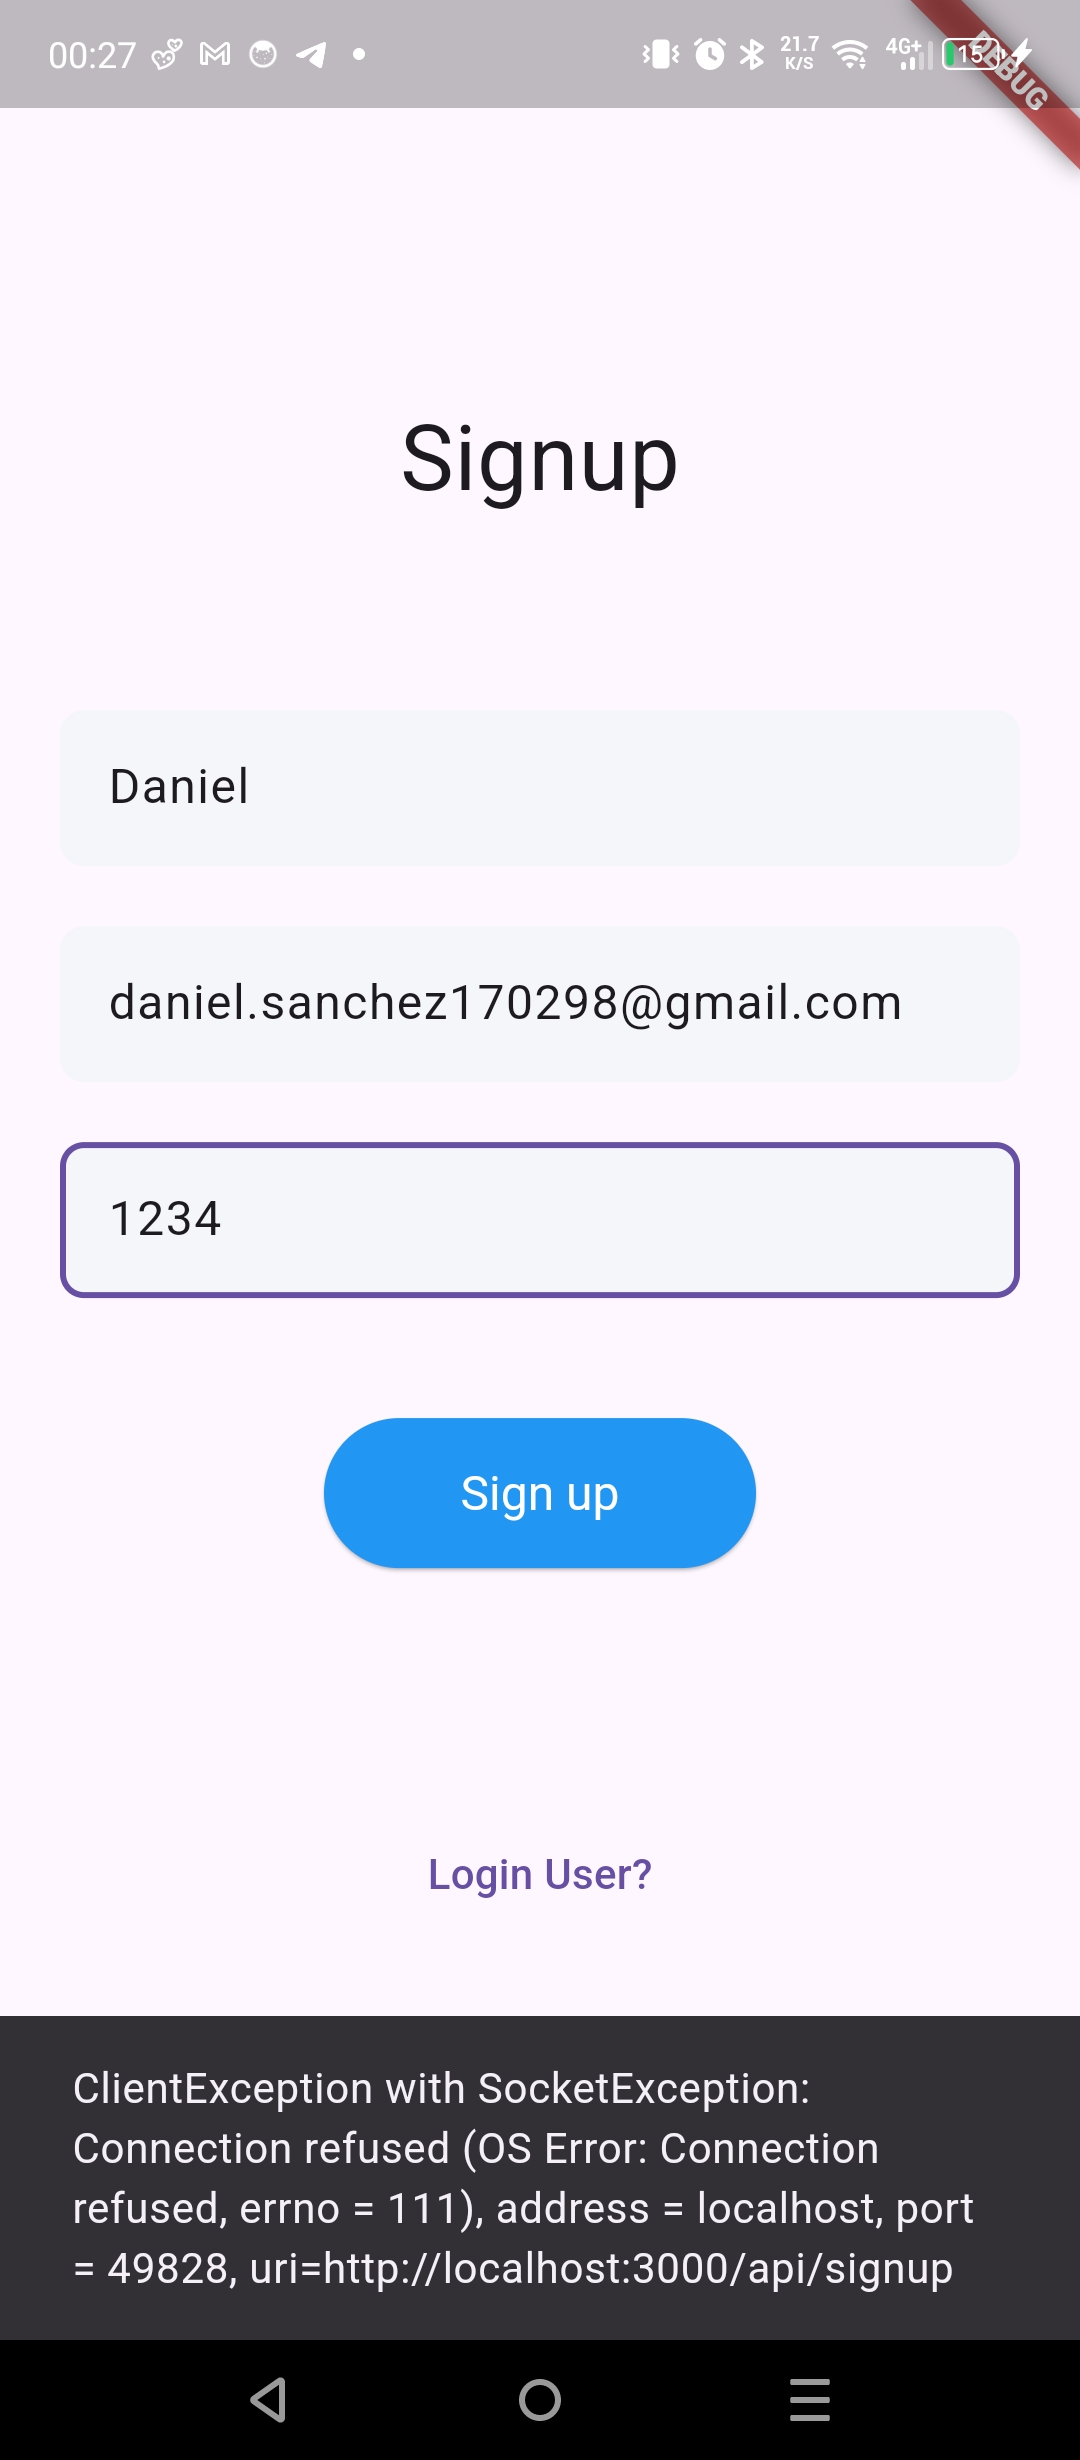 00:27
21.7
K/S
4G+
15
DEBUG
Signup
Daniel
daniel.sanchez170298@gmail.com
1234
Sign up
Login User?
ClientException with SocketException:
Connection refused (OS Error: Connection
refused, errno = 111), address = localhost, port
= 49828, uri=http://localhost:3000/api/signup